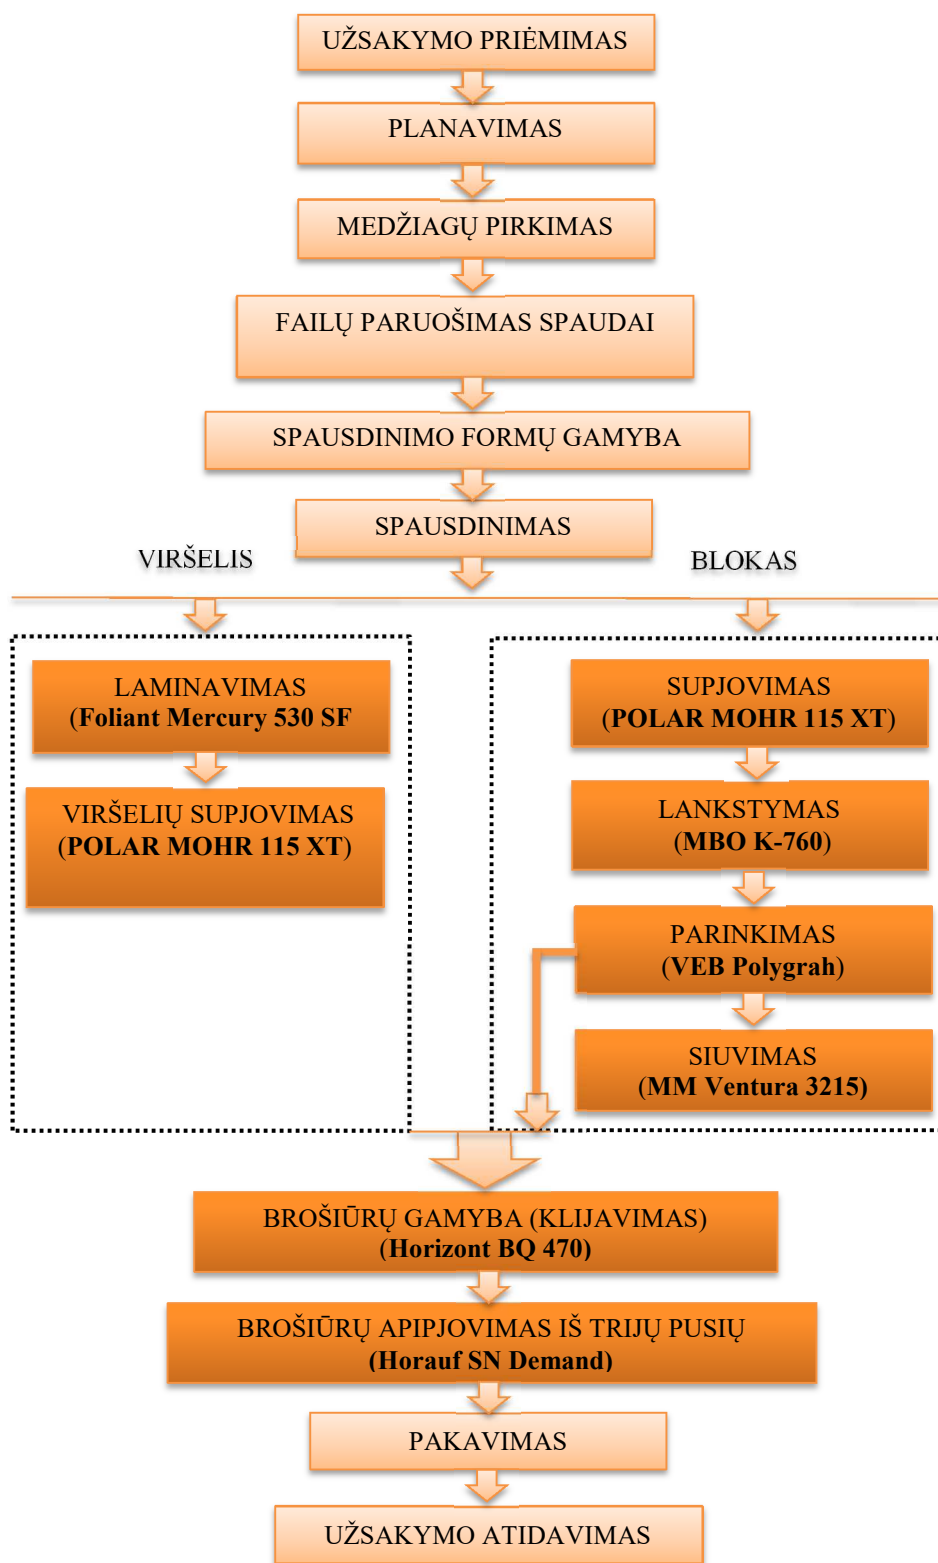 UŽSAKYMO PRIĖMIMAS
PLANAVIMAS
MEDŽIAGŲ PIRKIMAS
FAILŲ PARUOŠIMAS SPAUDAI
SPAUSDINIMO FORMŲ GAMYBA
SPAUSDINIMAS
VIRŠELIS
LAMINAVIMAS
(Foliant Mercury 530 SF
VIRŠELIŲ SUPJOVIMAS
(POLAR MOHR 115 XT)
BLOKAS
SUPJOVIMAS
(POLAR MOHR 115 XT)
LANKSTYMAS
(MBO K-760)
PARINKIMAS
(VEB Polygrah)
SIUVIMAS
(MM Ventura 3215)
BROŠIŪRŲ GAMYBA (KLIJAVIMAS)
(Horizont BQ 470)
BROŠIŪRŲ APIPJOVIMAS IŠ TRIJŲ PUSIŲ
(Horauf SN Demand)
PAKAVIMAS
UŽSAKYMO ATIDAVIMAS